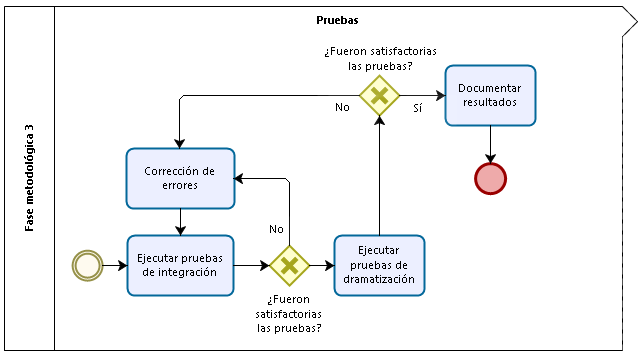 Pruebas
Fase metodológica 3
¿Fueron satisfactorias
las pruebas?
No
Sí
Documentar
resultados
Corrección de
errores
No
Ejecutar pruebas
de integración
¿Fueron
satisfactorias
las pruebas?
Ejecutar
pruebas de
dramatización